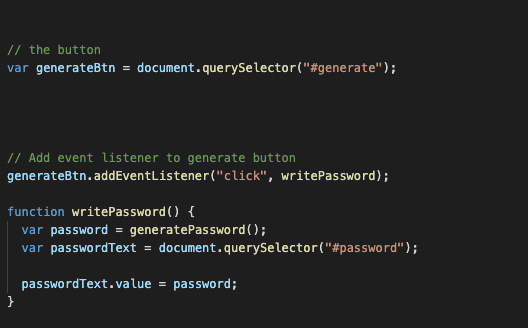 // the button
var generateBtn = document.querySelector("#generate");
// Add event listener to generate button
generateBtn.addEventListener("click", writePassword);
function writePassword() {
var password = generatePassword();
var passwordText = document.querySelector("#password");
passwordText.value = password;
}